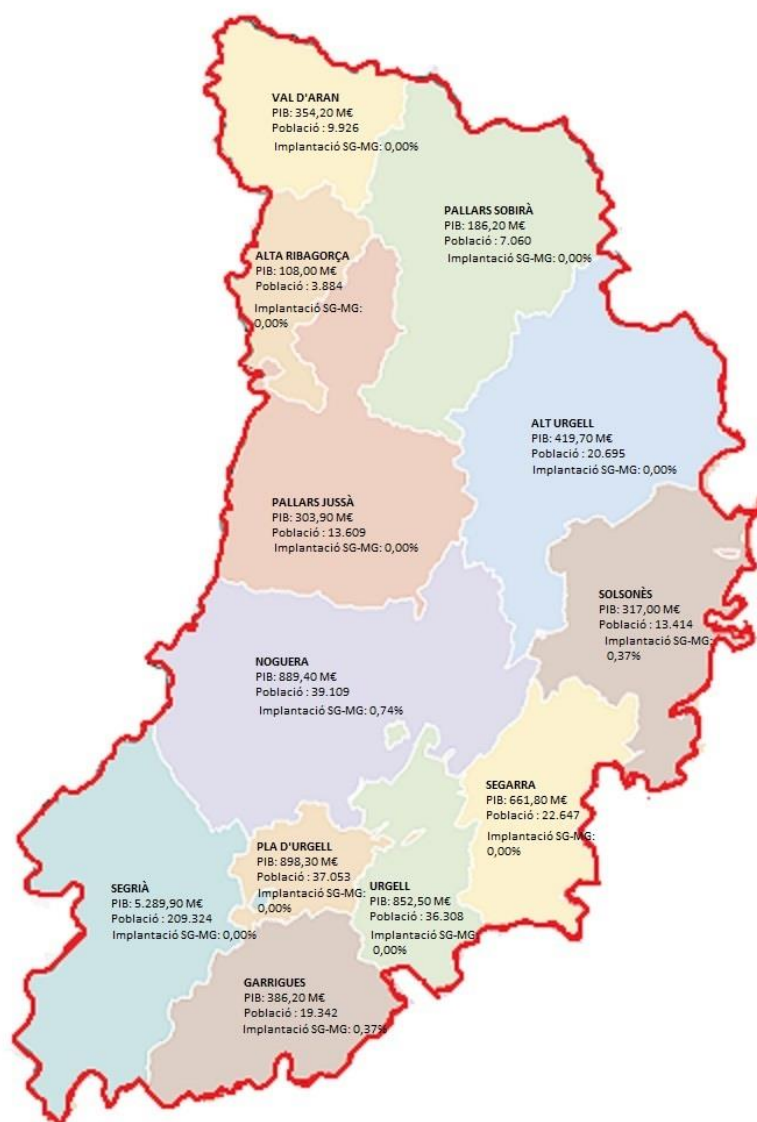 VAL D'ARAN
PIB: 354,20 M€
Població : 9.926
Implantació SG-MG: 0,00%
PALLARS SOBIRÀ
PIB: 186,20 M€
Població : 7.060
Implantació SG-MG: 0,00%
ALTA RIBAGORÇA
PIB: 108,00 M€
Població : 3.884
Implantació SG-MG:
0,00%
ALT URGELL
PIB: 419,70 M€
Població : 20.695
Implantació SG-MG: 0,00%
PALLARS JUSSÀ
PIB: 303,90 M€
Població : 13.609
Implantació SG-MG: 0,00%
SOLSONÈS
PIB: 317,00 M€
Població : 13.414
Implantació SG-MG:
0,37%
NOGUERA
PIB: 889,40 M€
Població : 39.109
Implantació SG-MG: 0,74%
SEGARRA
PIB: 661,80 M€
Població : 22.647
Implantació SG-MG:
0,00%
PLA D'URGELL
PIB: 898,30 M€
Població : 37.053
Implantació SG-MG:
0,00%
URGELL
PIB: 852,50 M€
Població : 36.308
Implantació SG-MG:
0,00%
SEGRIÀ
PIB: 5.289,90 M€
Població : 209.324
Implantació SG-MG: 0,00%
GARRIGUES
PIB: 386,20 M€
Població : 19.342
Implantació SG-MG: 0,37%